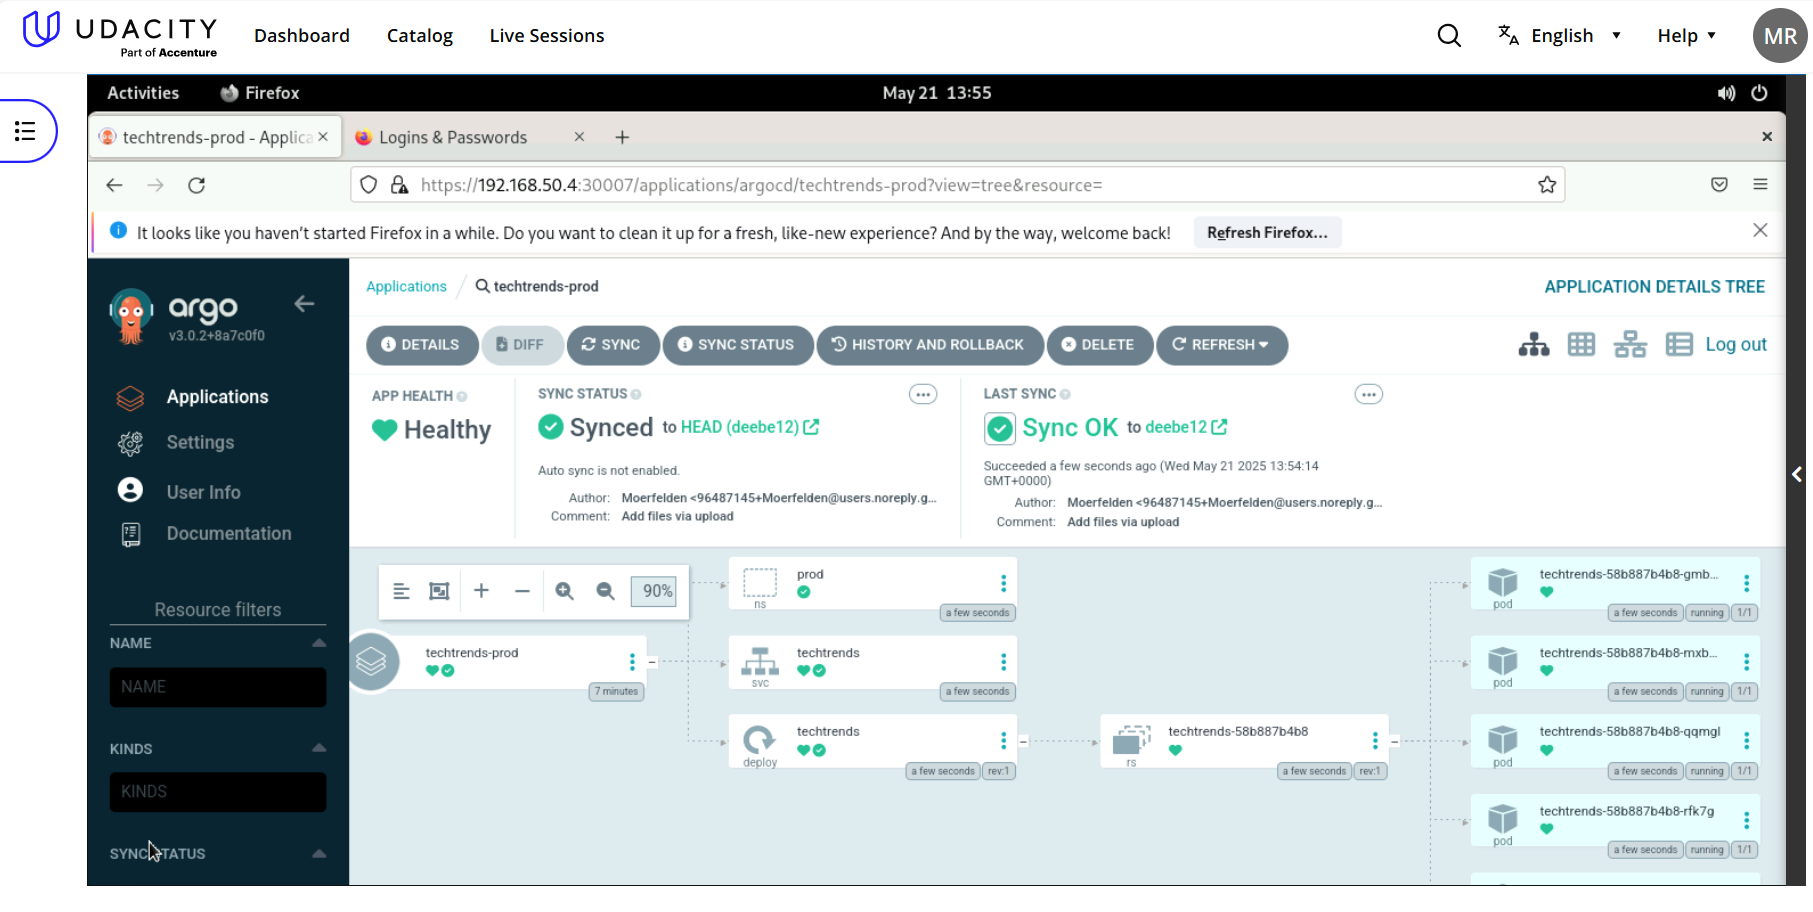 UDACITY
Part of Accenture
Dashboard Catalog Live Sessions English Help MR
Activities Firefox May 21 13:55
techtrends-prod - Applica Logins & Passwords
https://192.168.50.4:30007/applications/argocd/techtrends-prod?view=tree&resource=
It looks like you haven't started Firefox in a while. Do you want to clean it up for a fresh, like-new experience? And by the way, welcome back! Refresh Firefox...
argo
v3.0.2+8a7c0f0
Applications
Settings
User Info
Documentation
Resource filters
NAME
NAME
KINDS
KINDS
SYNC STATUS
Applications / techtrends-prod APPLICATION DETAILS TREE
DETAILS DIFF SYNC SYNC STATUS HISTORY AND ROLLBACK DELETE REFRESH Log out
APP HEALTH
Healthy
SYNC STATUS
Synced to HEAD (deebe12)
Auto sync is not enabled.
Author: Moerfelden <96487145+Moerfelden@users.noreply.g...
Comment: Add files via upload
LAST SYNC
Sync OK to deebe12
Succeeded a few seconds ago (Wed May 21 2025 13:54:14
GMT+0000)
Author: Moerfelden <96487145+Moerfelden@users.noreply.g...
Comment: Add files via upload
90%
techtrends-prod
7 minutes
prod
ns
a few seconds
techtrends
svc
a few seconds
techtrends
deploy
a few seconds rev:1
techtrends-58b887b4b8
rs
a few seconds rev:1
techtrends-58b887b4b8-gmb...
pod
a few seconds running 1/1
techtrends-58b887b4b8-mxb...
pod
a few seconds running 1/1
techtrends-58b887b4b8-qqmgl
pod
a few seconds running 1/1
techtrends-58b887b4b8-rfk7g
pod
a few seconds running 1/1